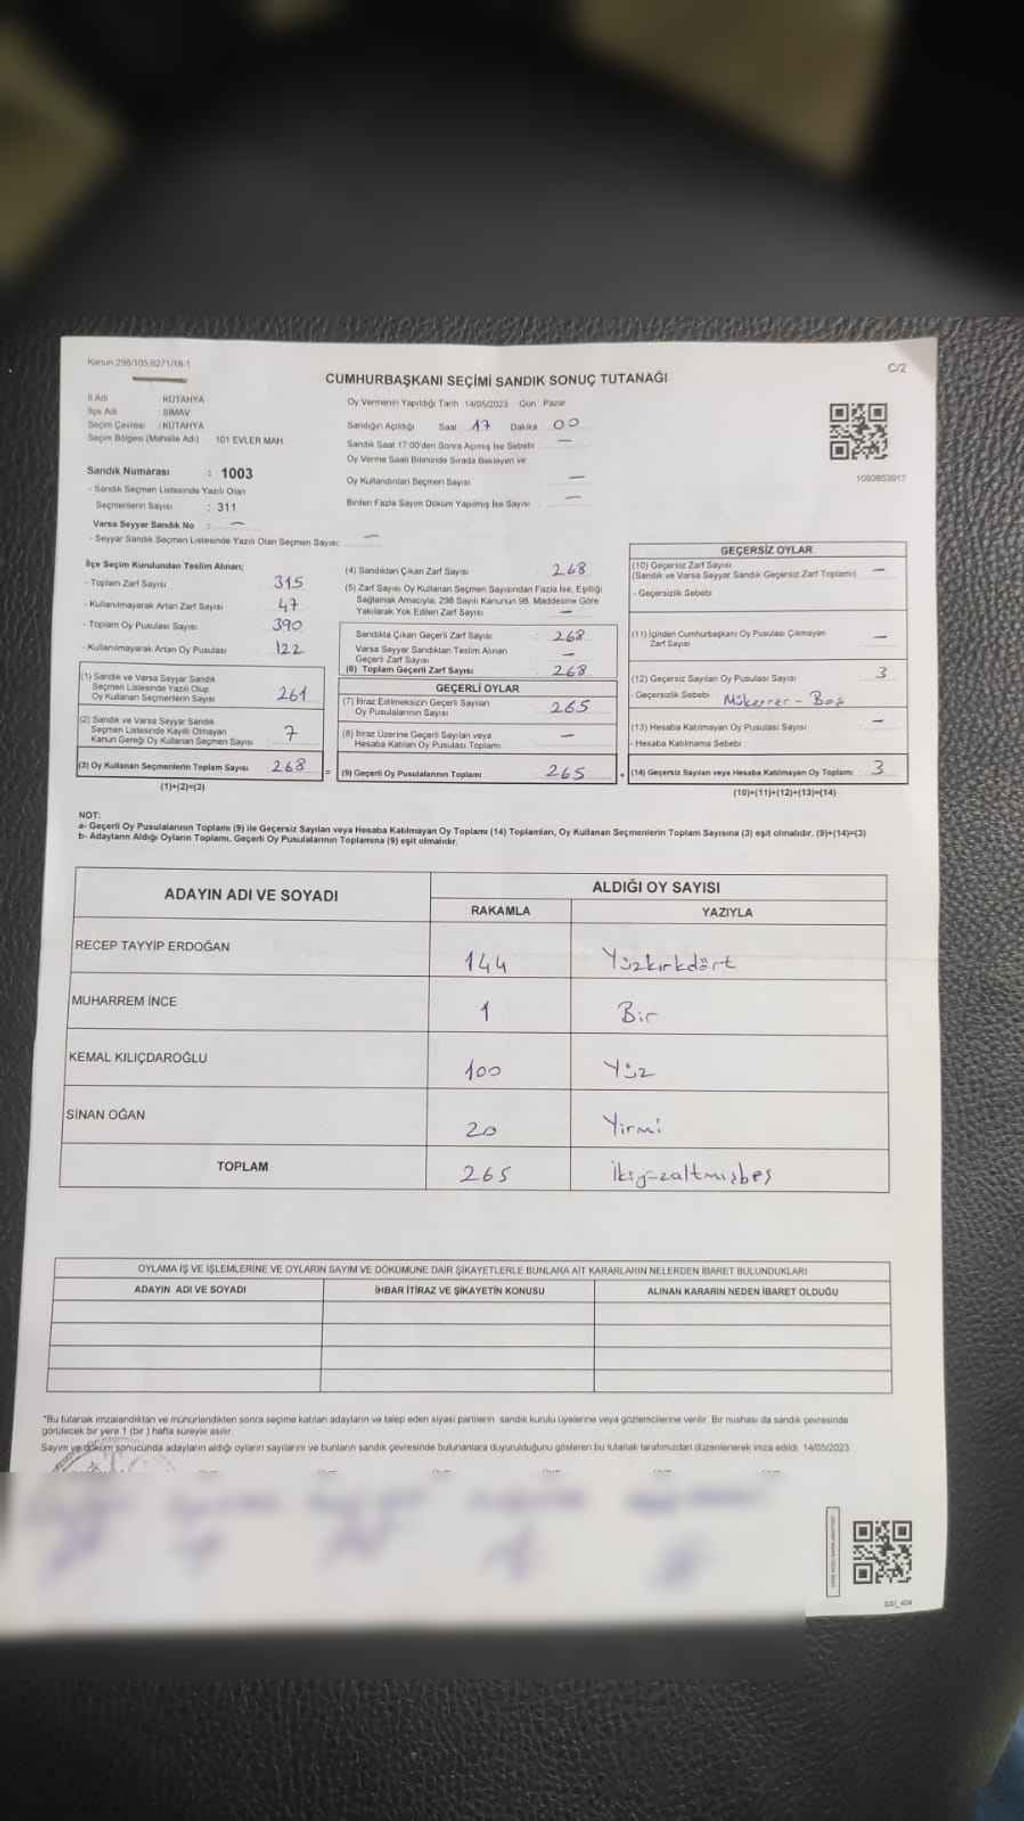 Kanun 298/105,6271/18-1
C/2
CUMHURBAŞKANI SEÇİMİ SANDIK SONUÇ TUTANAĞI
İl Adı : KÜTAHYA
İlçe Adı : SİMAV
Seçim Çevresi : KÜTAHYA
Seçim Bölgesi (Mahalle Adı) : 101 EVLER MAH.
Sandık Numarası : 1003
- Sandık Seçmen Listesinde Yazılı Olan
Seçmenlerin Sayısı : 311
Varsa Seyyar Sandık No : —
- Seyyar Sandık Seçmen Listesinde Yazılı Olan Seçmen Sayısı: —
Oy Vermenin Yapıldığı Tarih 14/05/2023 Gün Pazar
Sandığın Açıldığı Saat 17 Dakika 00
Sandık Saat 17:00'den Sonra Açılmış İse Sebebi —
Oy Verme Saati Bitiminde Sırada Bekleyen ve
Oy Kullandırılan Seçmen Sayısı —
Birden Fazla Sayım Döküm Yapılmış İse Sayısı —
1093853917
İlçe Seçim Kurulundan Teslim Alınan;
- Toplam Zarf Sayısı 315
- Kullanılmayarak Artan Zarf Sayısı 47
- Toplam Oy Pusulası Sayısı 390
- Kullanılmayarak Artan Oy Pusulası 122
(1) Sandık ve Varsa Seyyar Sandık
Seçmen Listesinde Yazılı Olup
Oy Kullanan Seçmenlerin Sayısı 261
(2) Sandık ve Varsa Seyyar Sandık
Seçmen Listesinde Kayıtlı Olmayan
Kanun Gereği Oy Kullanan Seçmen Sayısı 7
(3) Oy Kullanan Seçmenlerin Toplam Sayısı 268
(1)+(2)=(3)
(4) Sandıktan Çıkan Zarf Sayısı 268
(5) Zarf Sayısı Oy Kullanan Seçmen Sayısından Fazla İse, Eşitliği
Sağlamak Amacıyla, 298 Sayılı Kanunun 98. Maddesine Göre
Yakılarak Yok Edilen Zarf Sayısı —
Sandıkta Çıkan Geçerli Zarf Sayısı 268
Varsa Seyyar Sandıktan Teslim Alınan
Geçerli Zarf Sayısı —
(6) Toplam Geçerli Zarf Sayısı 268
GEÇERLİ OYLAR
(7) İtiraz Edilmeksizin Geçerli Sayılan
Oy Pusulalarının Sayısı 265
(8) İtiraz Üzerine Geçerli Sayılan veya
Hesaba Katılan Oy Pusulası Toplamı —
= (9) Geçerli Oy Pusulalarının Toplamı 265 +
GEÇERSİZ OYLAR
(10) Geçersiz Zarf Sayısı
(Sandık ve Varsa Seyyar Sandık Geçersiz Zarf Toplamı) —
- Geçersizlik Sebebi
(11) İçinden Cumhurbaşkanı Oy Pusulası Çıkmayan
Zarf Sayısı —
(12) Geçersiz Sayılan Oy Pusulası Sayısı 3
- Geçersizlik Sebebi Mükerrer - Boş
(13) Hesaba Katılmayan Oy Pusulası Sayısı —
- Hesaba Katılmama Sebebi
(14) Geçersiz Sayılan veya Hesaba Katılmayan Oy Toplamı 3
(10)+(11)+(12)+(13)=(14)
NOT:
a- Geçerli Oy Pusulalarının Toplamı (9) ile Geçersiz Sayılan veya Hesaba Katılmayan Oy Toplamı (14) Toplamları, Oy Kullanan Seçmenlerin Toplam Sayısına (3) eşit olmalıdır. (9)+(14)=(3)
b- Adayların Aldığı Oyların Toplamı, Geçerli Oy Pusulalarının Toplamına (9) eşit olmalıdır.
ADAYIN ADI VE SOYADI
ALDIĞI OY SAYISI
RAKAMLA YAZIYLA
RECEP TAYYİP ERDOĞAN 144 Yüzkırkdört
MUHARREM İNCE 1 Bir
KEMAL KILIÇDAROĞLU 100 Yüz
SİNAN OĞAN 20 Yirmi
TOPLAM 265 İkiyüzaltmışbeş
OYLAMA İŞ VE İŞLEMLERİNE VE OYLARIN SAYIM VE DÖKÜMÜNE DAİR ŞİKAYETLERLE BUNLARA AİT KARARLARIN NELERDEN İBARET BULUNDUKLARI
ADAYIN ADI VE SOYADI İHBAR İTİRAZ VE ŞİKAYETİN KONUSU ALINAN KARARIN NEDEN İBARET OLDUĞU
"Bu tutanak imzalandıktan ve mühürlendikten sonra seçime katılan adayların ve talep eden siyasi partilerin sandık kurulu üyelerine veya gözlemcilerine verilir. Bir nüshası da sandık çevresinde
görülecek bir yere 1 (bir ) hafta süreyle asılır.
Sayım ve döküm sonucunda adayların aldığı oyların sayılarını ve bunların sandık çevresinde bulunanlara duyurulduğunu gösteren bu tutanak tarafımızdan düzenlenerek imza edildi. 14/05/2023